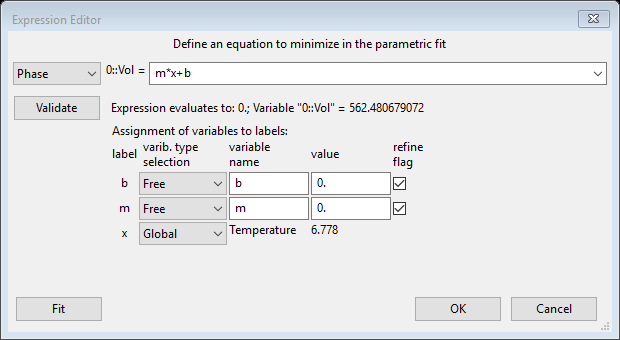 Expression Editor
Define an equation to minimize in the parametric fit
Phase 0::Vol = m*x+b
Validate Expression evaluates to: 0.; Variable "0::Vol" = 562.480679072
Assignment of variables to labels:
label varib. type selection variable name value refine flag
b Free b 0.
m Free m 0.
x Global Temperature 6.778
Fit OK Cancel